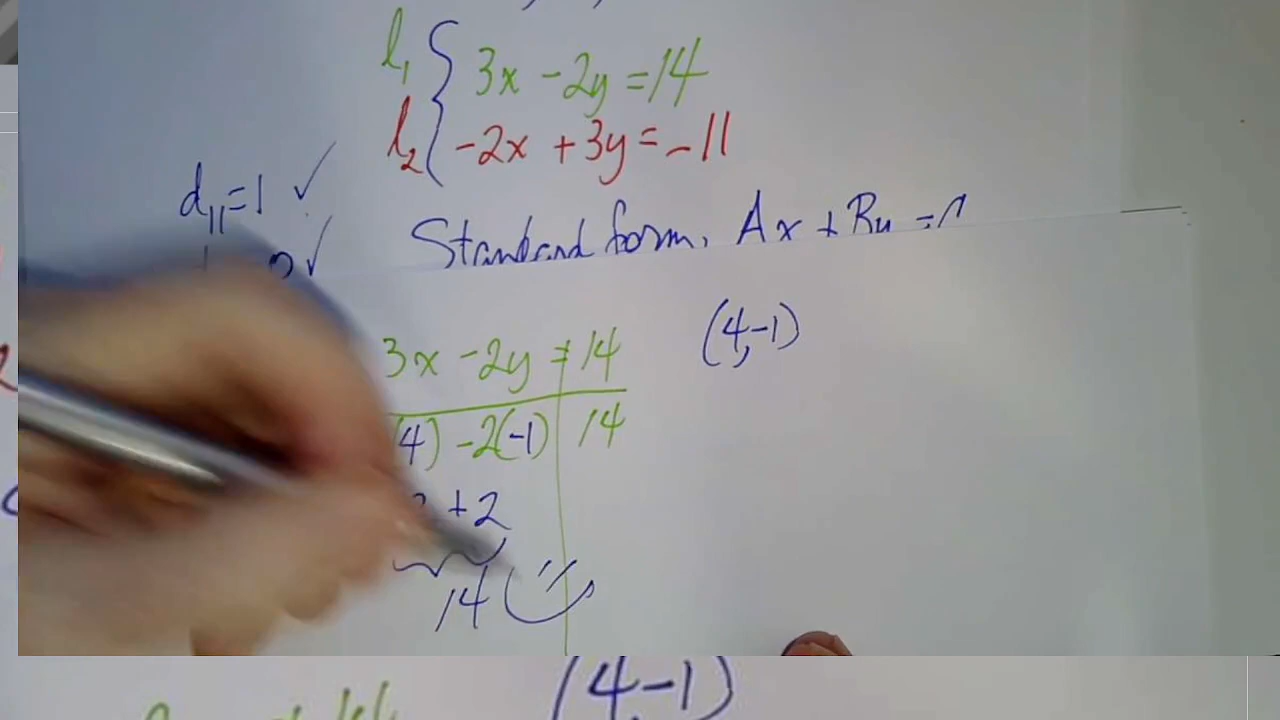 l₁ { 3x - 2y = 14
l₂ -2x + 3y = -11
d₁₁ = 1 ✓
✓ Standard form. Ax + By =
3x - 2y = 14 (4, -1)
(4) - 2(-1) 14
+ 2
14
(4, -1)